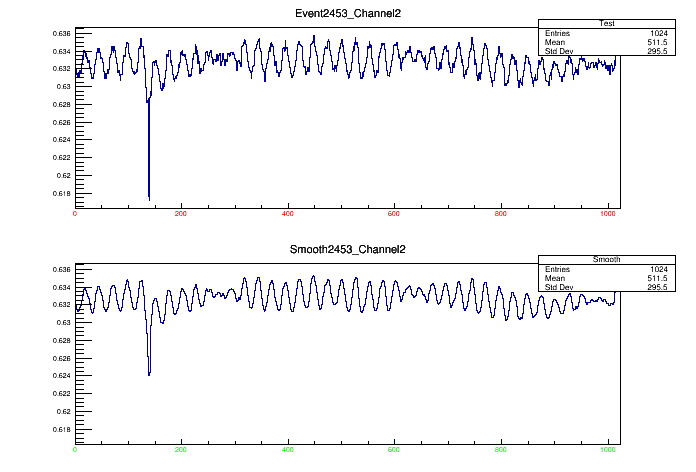 Event2453_Channel2
Test
Entries 1024
Mean 511.5
Std Dev 295.5
0.636
0.634
0.632
0.63
0.628
0.626
0.624
0.622
0.62
0.618
0 200 400 600 800 1000
Smooth2453_Channel2
Smooth
Entries 1024
Mean 511.5
Std Dev 295.5
0.636
0.634
0.632
0.63
0.628
0.626
0.624
0.622
0.62
0.618
0 200 400 600 800 1000